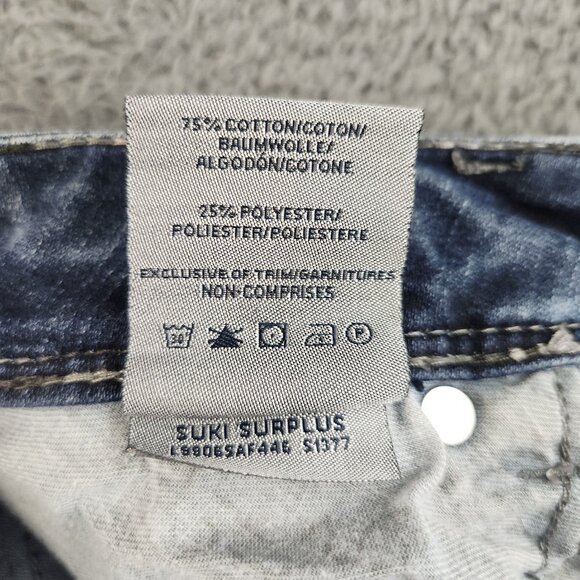 75% COTTON/COTON/
BAUMWOLLE/
ALGODÓN/COTONE
25% POLYESTER/
POLIESTER/POLIESTERE
EXCLUSIVE OF TRIM/GARNITURES
NON-COMPRISES
30
P
SUKI SURPLUS
L9906SAF446 S1377